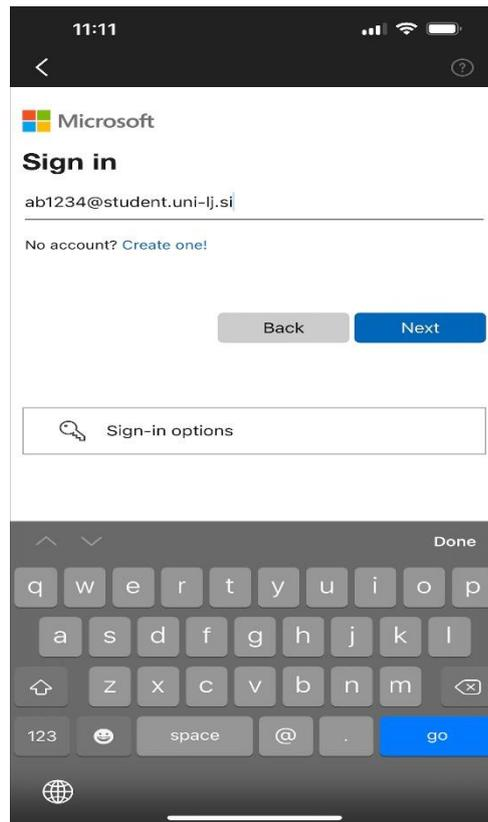 11:11
Microsoft
Sign in
ab1234@student.uni-lj.si
No account? Create one!
Back Next
Sign-in options
Done
q w e r t y u i o p
a s d f g h j k l
z x c v b n m
123 space @ . go